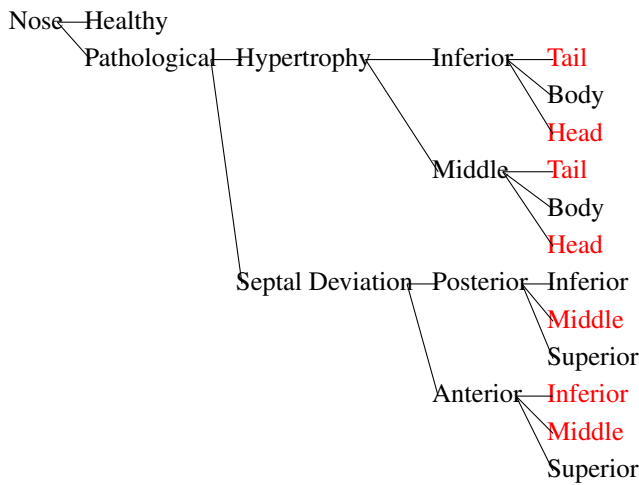 Nose Healthy
Pathological Hypertrophy Inferior Tail
Body
Head
Middle Tail
Body
Head
Septal Deviation Posterior Inferior
Middle
Superior
Anterior Inferior
Middle
Superior